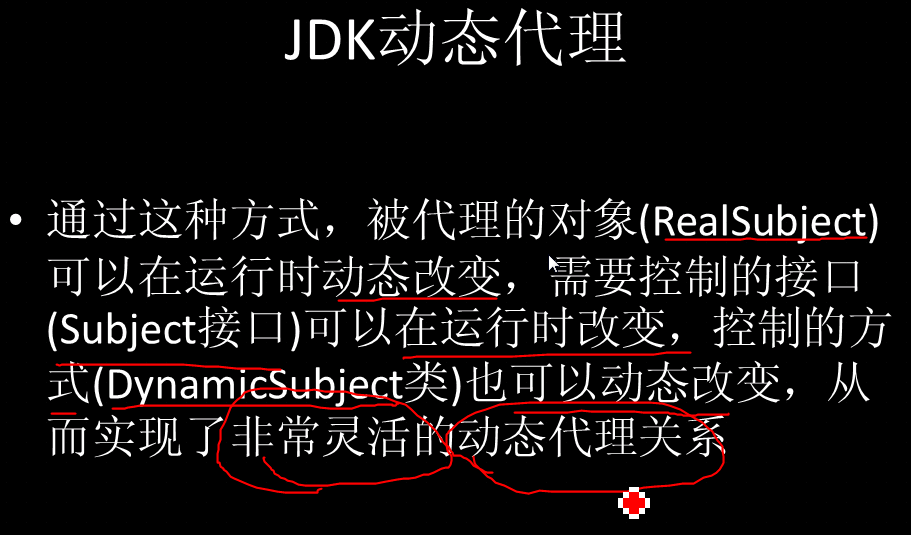 JDK动态代理
• 通过这种方式，被代理的对象(RealSubject)
可以在运行时动态改变，需要控制的接口
(Subject接口)可以在运行时改变，控制的方
式(DynamicSubject类)也可以动态改变，从
而实现了非常灵活的动态代理关系